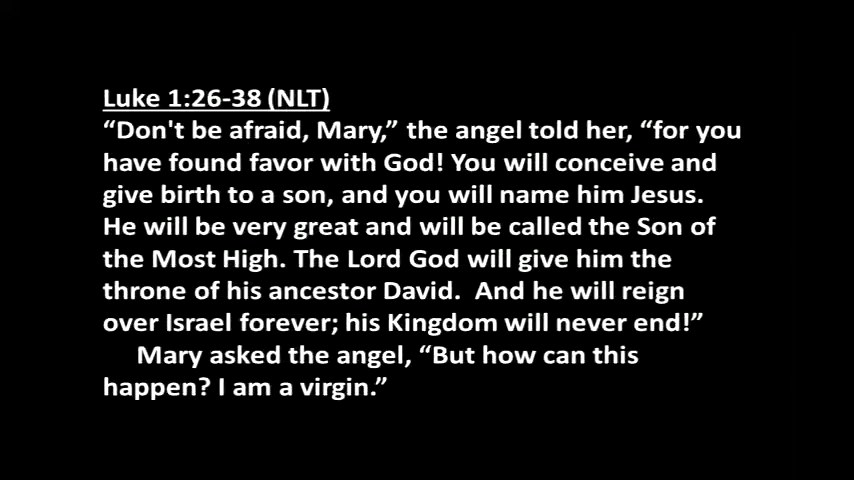 Luke 1:26-38 (NLT)
“Don't be afraid, Mary,” the angel told her, “for you
have found favor with God! You will conceive and
give birth to a son, and you will name him Jesus.
He will be very great and will be called the Son of
the Most High. The Lord God will give him the
throne of his ancestor David.  And he will reign
over Israel forever; his Kingdom will never end!”
Mary asked the angel, “But how can this
happen? I am a virgin.”